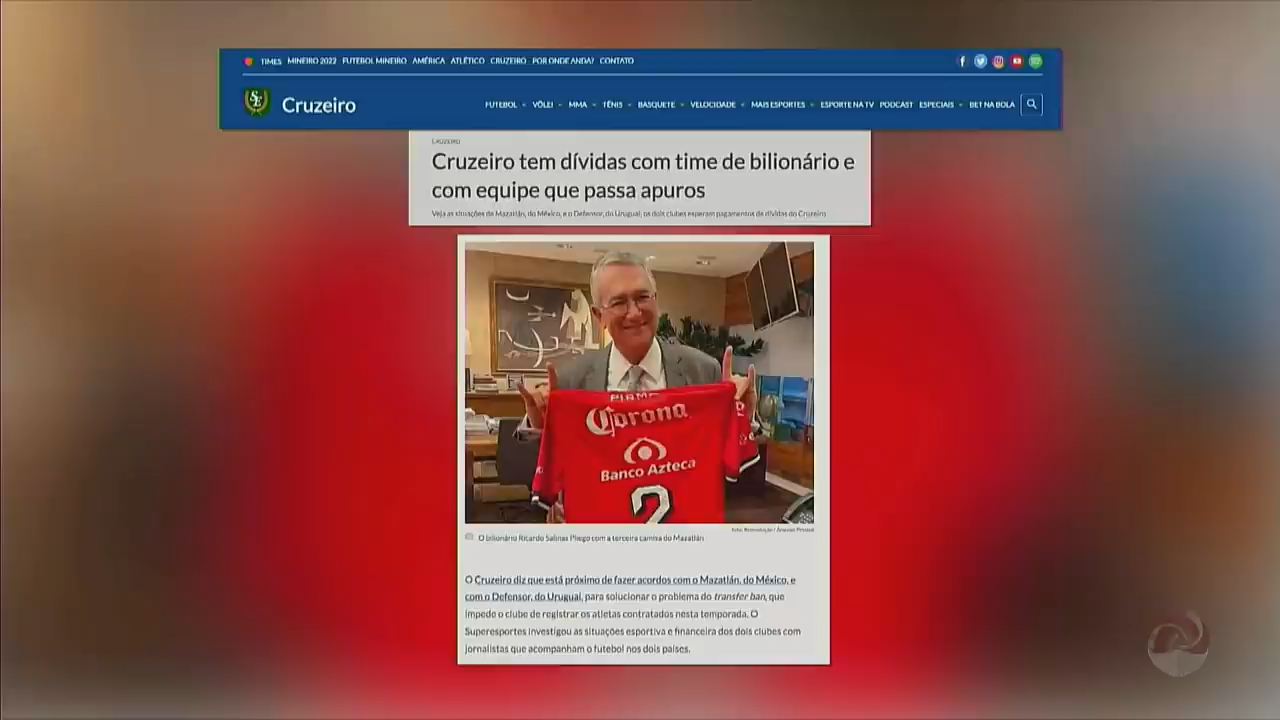 TIMES MINEIRO 2022 FUTEBOL MINEIRO AMÉRICA ATLÉTICO CRUZEIRO POR ONDE ANDA? CONTATO
SE Cruzeiro FUTEBOL VÔLEI MMA TÊNIS BASQUETE VELOCIDADE MAIS ESPORTES ESPORTE NA TV PODCAST ESPECIAIS BET NA BOLA
CRUZEIRO
Cruzeiro tem dívidas com time de bilionário e
com equipe que passa apuros
Veja as situações de Mazatlán, do México, e o Defensor, do Uruguai; os dois clubes esperam pagamentos de dívidas do Cruzeiro
PIRMA
Corona
Banco Azteca
2
Foto: Reprodução / Arquivo Pessoal
O bilionário Ricardo Salinas Pliego com a terceira camisa do Mazatlán
O Cruzeiro diz que está próximo de fazer acordos com o Mazatlán, do México, e
com o Defensor, do Uruguai, para solucionar o problema do transfer ban, que
impede o clube de registrar os atletas contratados nesta temporada. O
Superesportes investigou as situações esportiva e financeira dos dois clubes com
jornalistas que acompanham o futebol nos dois países.